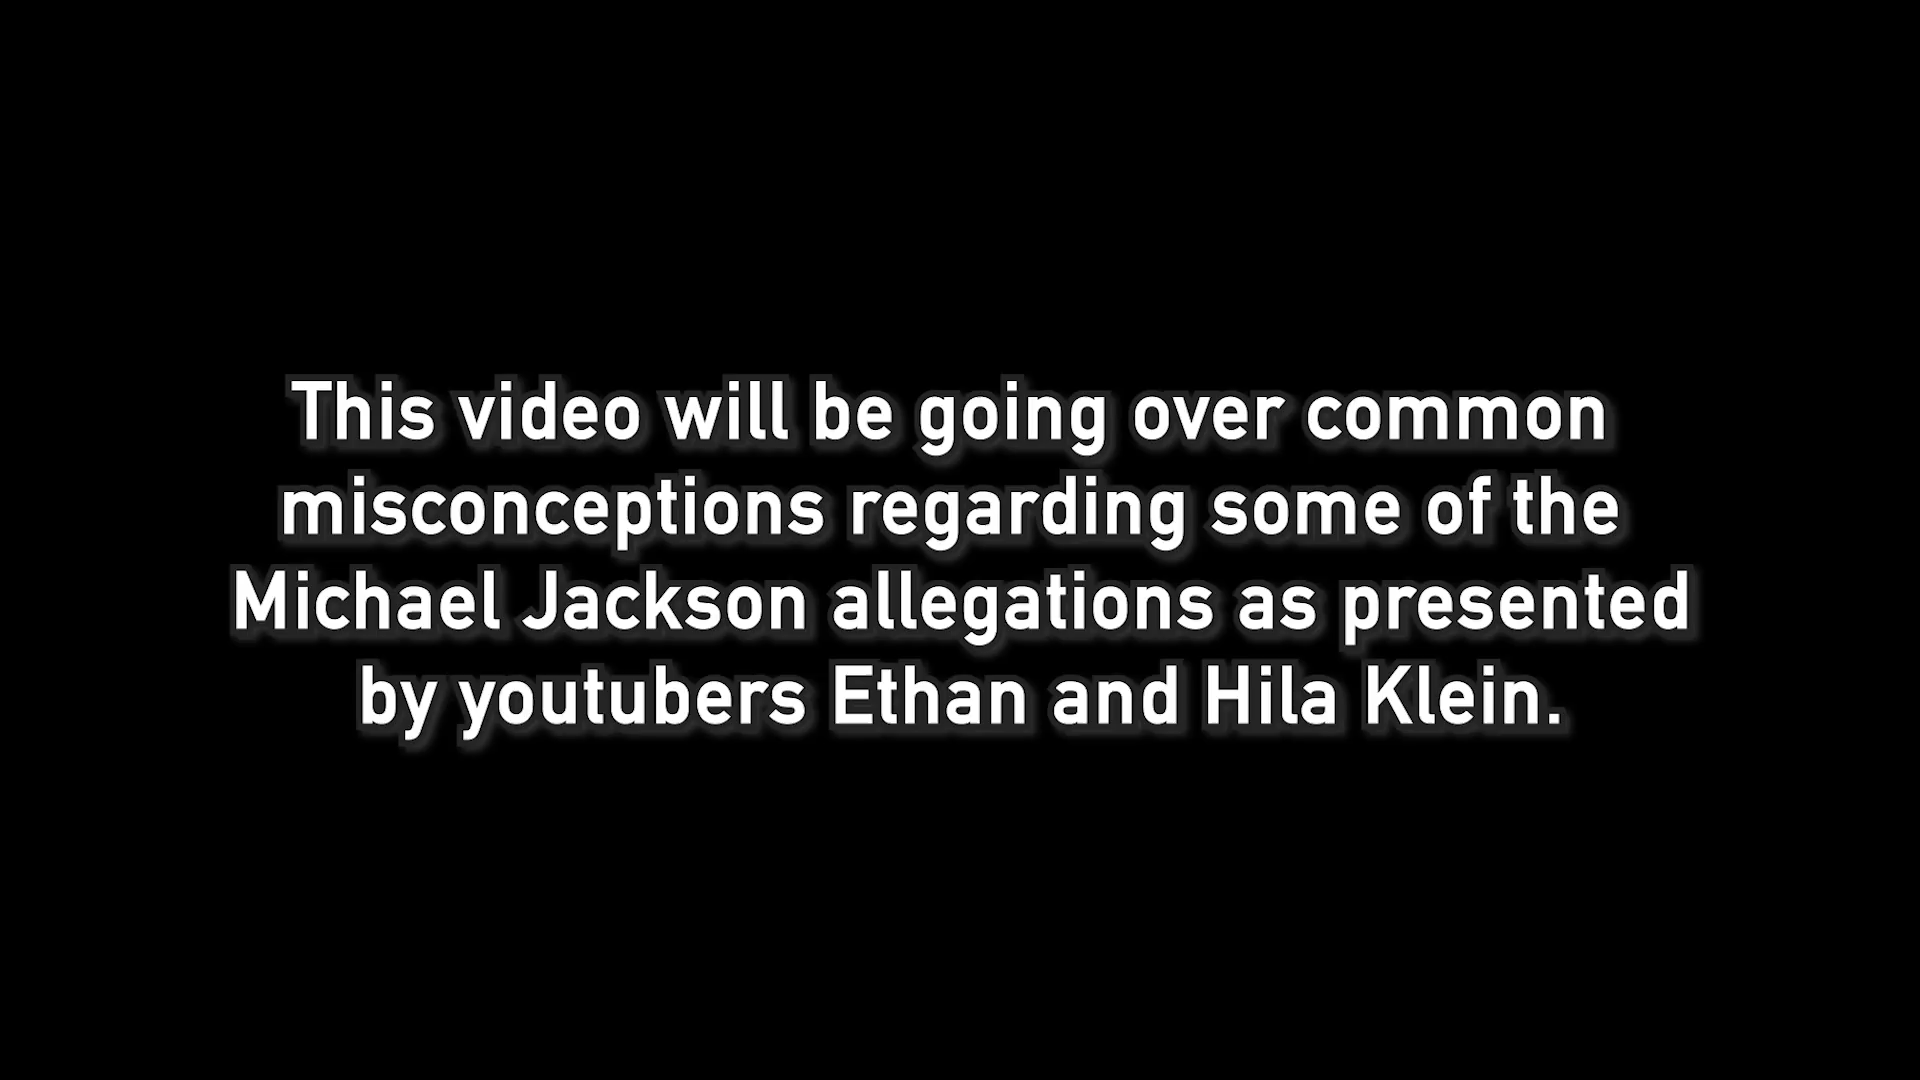 This video will be going over common
misconceptions regarding some of the
Michael Jackson allegations as presented
by youtubers Ethan and Hila Klein.